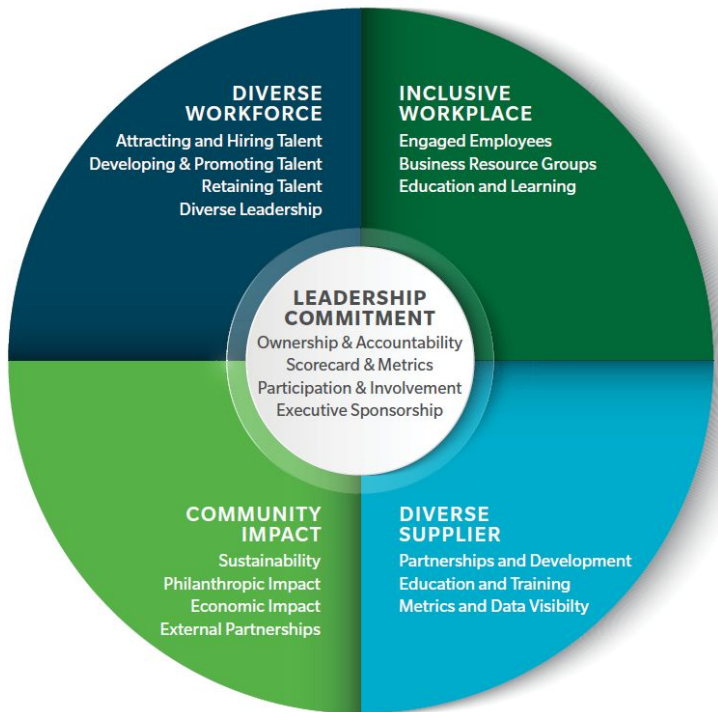 DIVERSE
WORKFORCE
Attracting and Hiring Talent
Developing & Promoting Talent
Retaining Talent
Diverse Leadership
INCLUSIVE
WORKPLACE
Engaged Employees
Business Resource Groups
Education and Learning
LEADERSHIP
COMMITMENT
Ownership & Accountability
Scorecard & Metrics
Participation & Involvement
Executive Sponsorship
COMMUNITY
IMPACT
Sustainability
Philanthropic Impact
Economic Impact
External Partnerships
DIVERSE
SUPPLIER
Partnerships and Development
Education and Training
Metrics and Data Visibilty